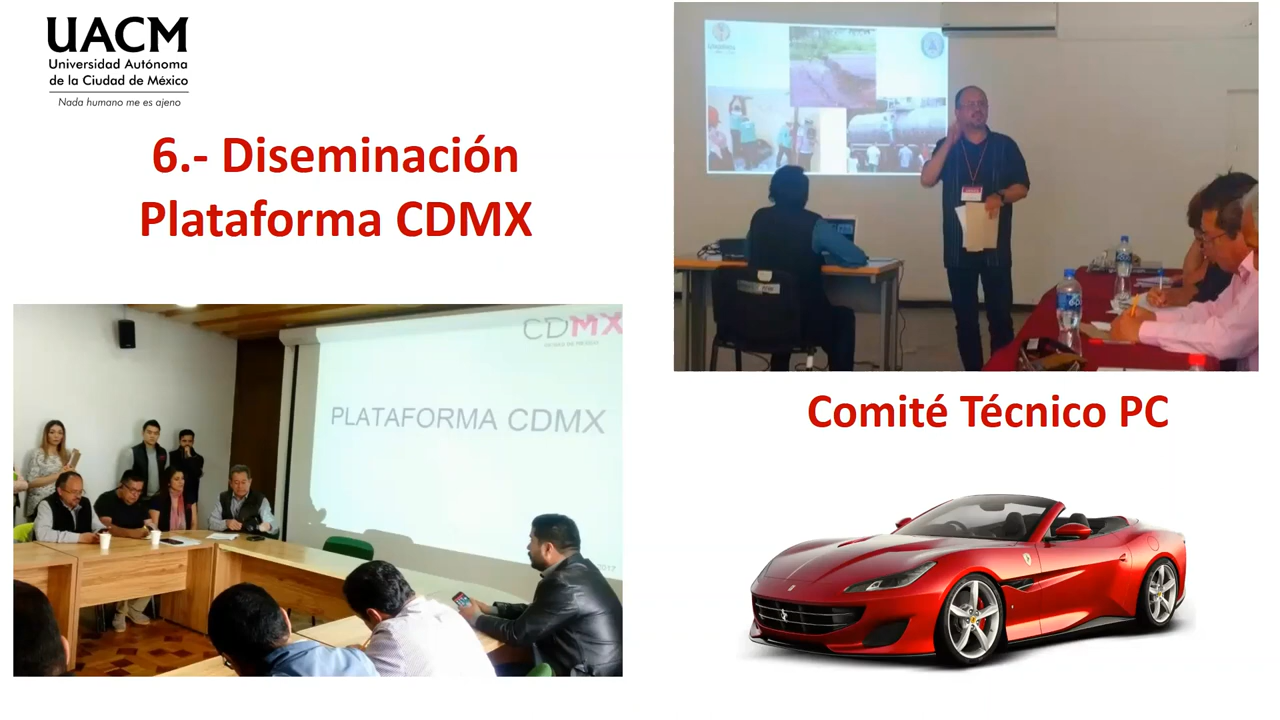 UACM
Universidad Autónoma
de la Ciudad de México
Nada humano me es ajeno
6.- Diseminación
Plataforma CDMX
CDMX
PLATAFORMA CDMX
2017
Comité Técnico PC